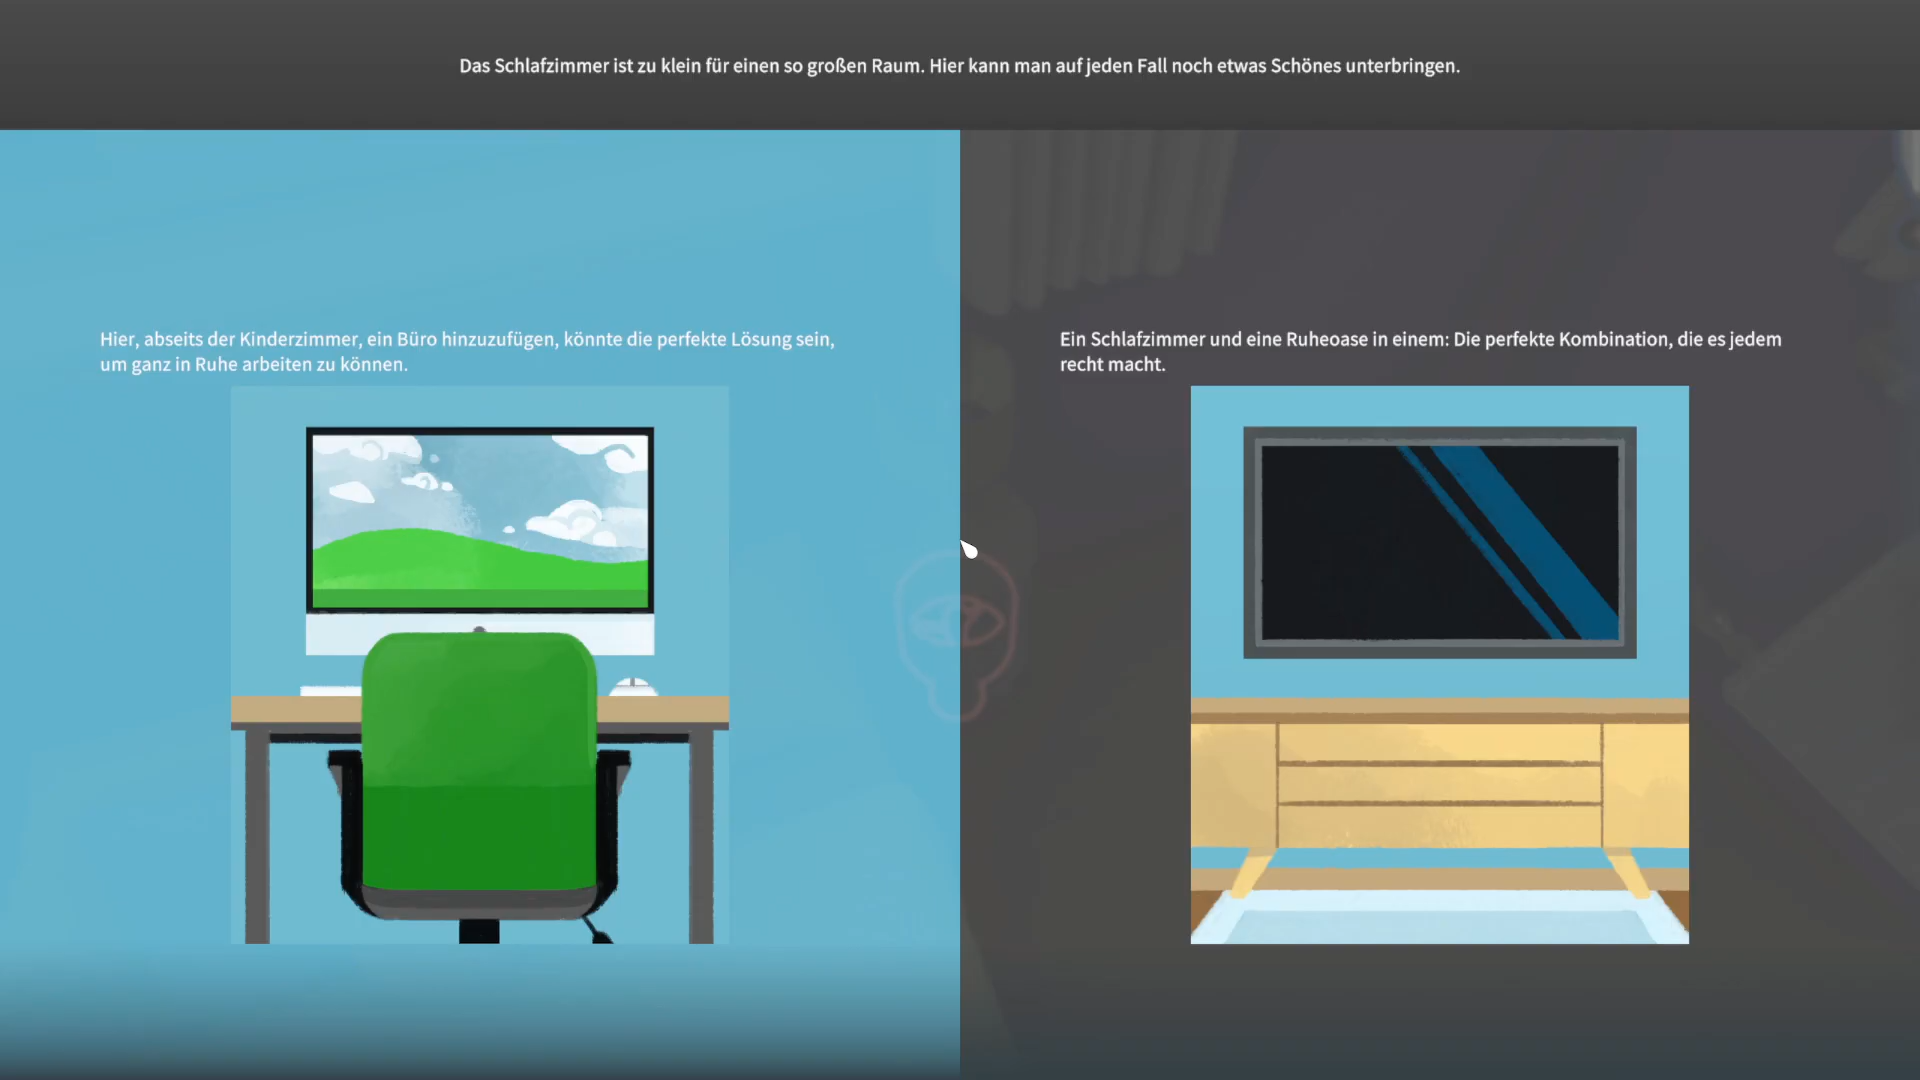 Das Schlafzimmer ist zu klein für einen so großen Raum. Hier kann man auf jeden Fall noch etwas Schönes unterbringen.
Hier, abseits der Kinderzimmer, ein Büro hinzuzufügen, könnte die perfekte Lösung sein,
um ganz in Ruhe arbeiten zu können.
Ein Schlafzimmer und eine Ruheoase in einem: Die perfekte Kombination, die es jedem
recht macht.